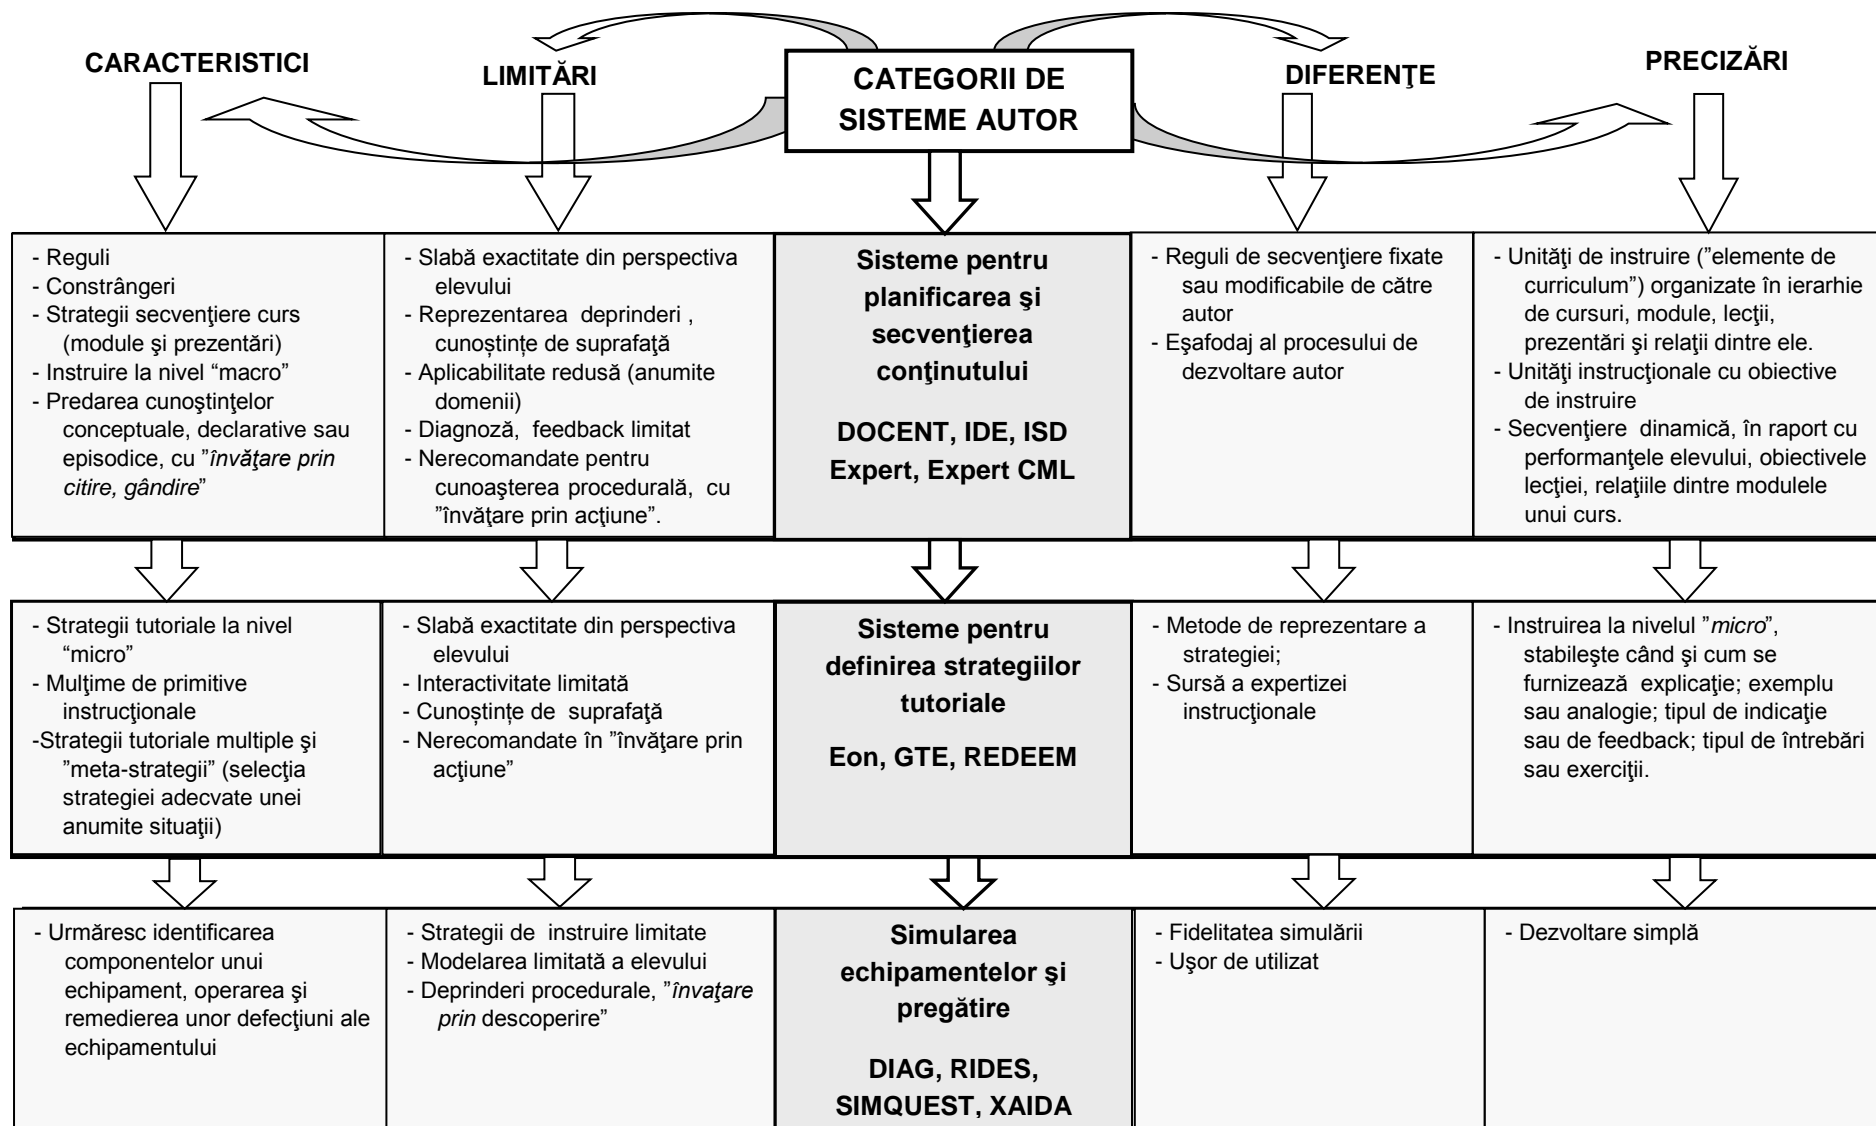 CARACTERISTICI
LIMITĂRI
CATEGORII DE
SISTEME AUTOR
DIFERENŢE
PRECIZĂRI
- Reguli
- Constrângeri
- Strategii secvenţiere curs
(module şi prezentări)
- Instruire la nivel “macro”
- Predarea cunoştinţelor
conceptuale, declarative sau
episodice, cu ”învăţare prin
citire, gândire”
- Slabă exactitate din perspectiva
elevului
- Reprezentarea deprinderi ,
cunoștințe de suprafaţă
- Aplicabilitate redusă (anumite
domenii)
- Diagnoză, feedback limitat
- Nerecomandate pentru
cunoaşterea procedurală, cu
”învăţare prin acţiune”.
Sisteme pentru
planificarea şi
secvenţierea
conţinutului
DOCENT, IDE, ISD
Expert, Expert CML
- Reguli de secvenţiere fixate
sau modificabile de către
autor
- Eşafodaj al procesului de
dezvoltare autor
- Unităţi de instruire (”elemente de
curriculum”) organizate în ierarhie
de cursuri, module, lecţii,
prezentări şi relaţii dintre ele.
- Unităţi instrucţionale cu obiective
de instruire
- Secvenţiere dinamică, în raport cu
performanţele elevului, obiectivele
lecţiei, relaţiile dintre modulele
unui curs.
- Strategii tutoriale la nivel
“micro”
- Mulţime de primitive
instrucţionale
-Strategii tutoriale multiple şi
”meta-strategii” (selecţia
strategiei adecvate unei
anumite situaţii)
- Slabă exactitate din perspectiva
elevului
- Interactivitate limitată
- Cunoștințe de suprafaţă
- Nerecomandate în ”învăţare prin
acţiune”
Sisteme pentru
definirea strategiilor
tutoriale
Eon, GTE, REDEEM
- Metode de reprezentare a
strategiei;
- Sursă a expertizei
instrucţionale
- Instruirea la nivelul ”micro”,
stabileşte când şi cum se
furnizează explicaţie; exemplu
sau analogie; tipul de indicaţie
sau de feedback; tipul de întrebări
sau exerciţii.
- Urmăresc identificarea
componentelor unui
echipament, operarea şi
remedierea unor defecţiuni ale
echipamentului
- Strategii de instruire limitate
- Modelarea limitată a elevului
- Deprinderi procedurale, ”învaţare
prin descoperire”
Simularea
echipamentelor şi
pregătire
DIAG, RIDES,
SIMQUEST, XAIDA
- Fidelitatea simulării
- Uşor de utilizat
- Dezvoltare simplă